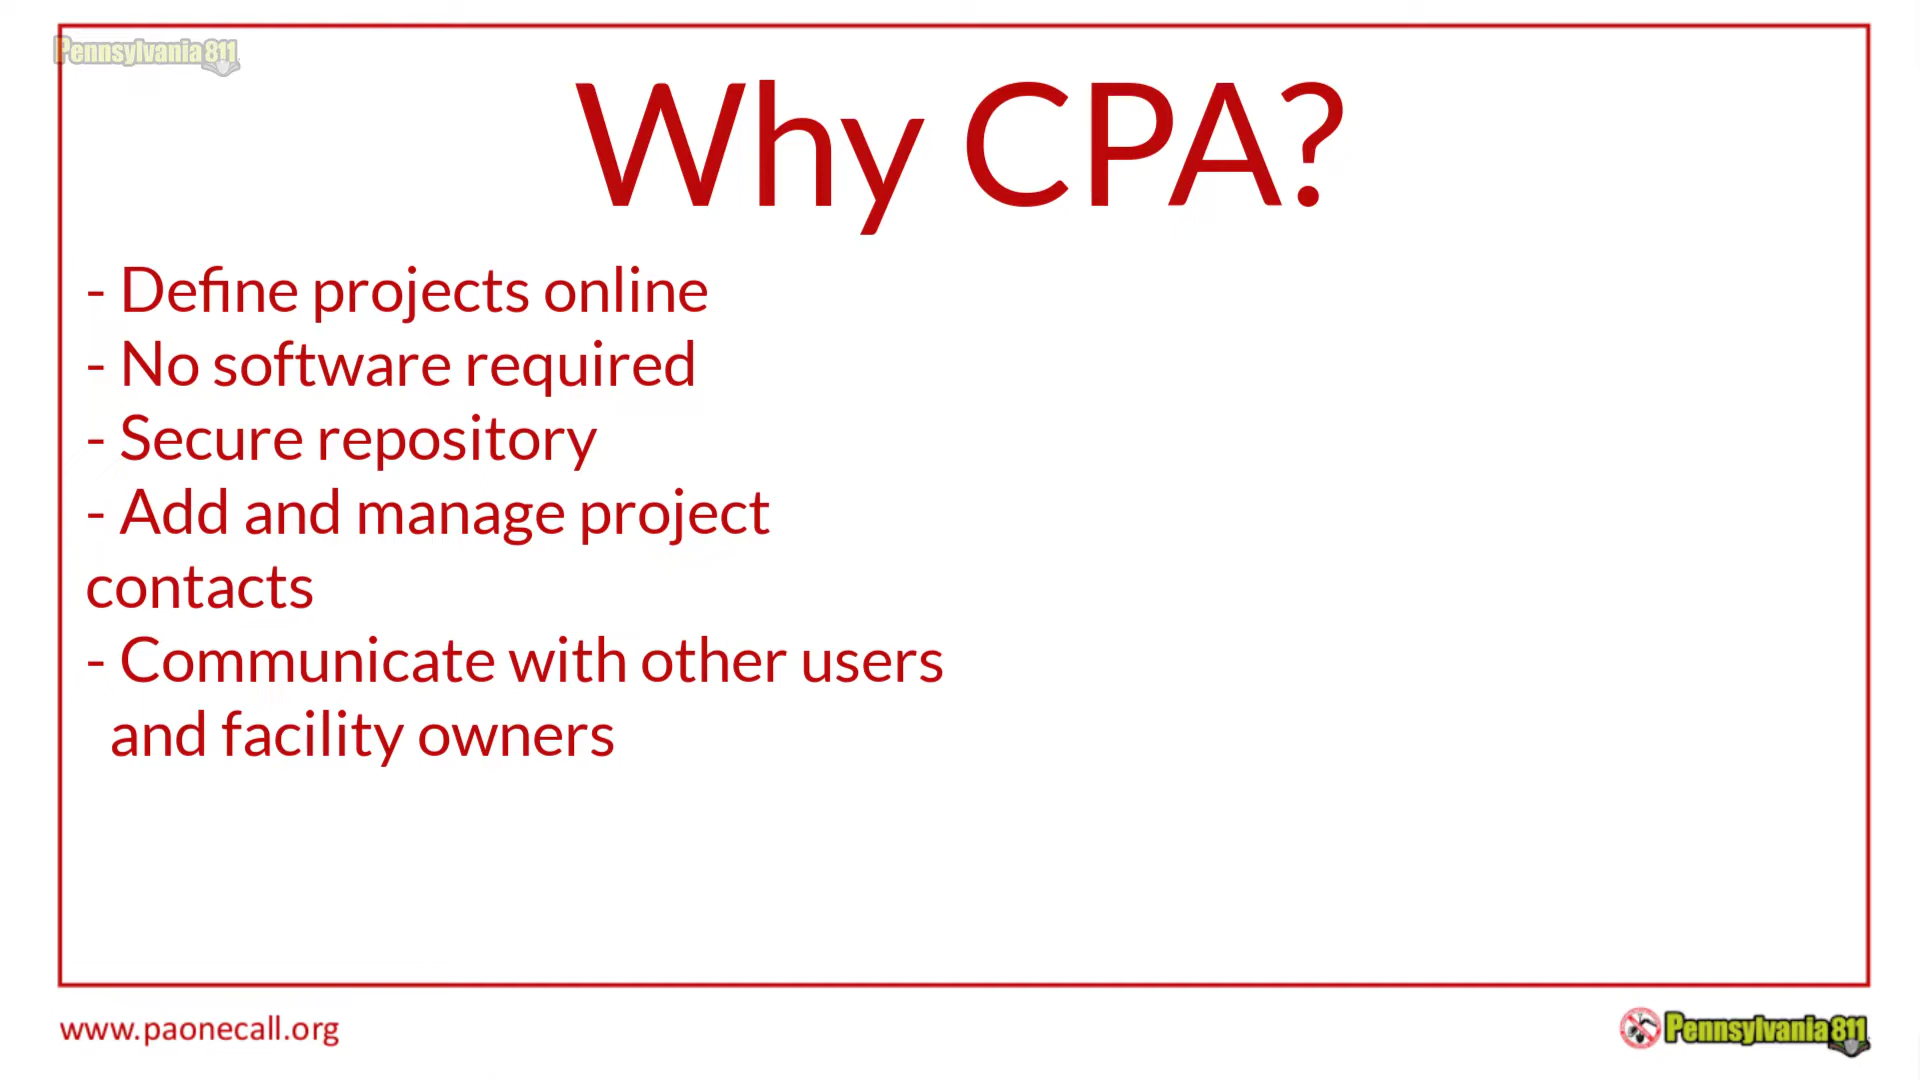 Pennsylvania 811
Why CPA?
- Define projects online
- No software required
- Secure repository
- Add and manage project
contacts
- Communicate with other users
and facility owners
www.paonecall.org
Pennsylvania 811